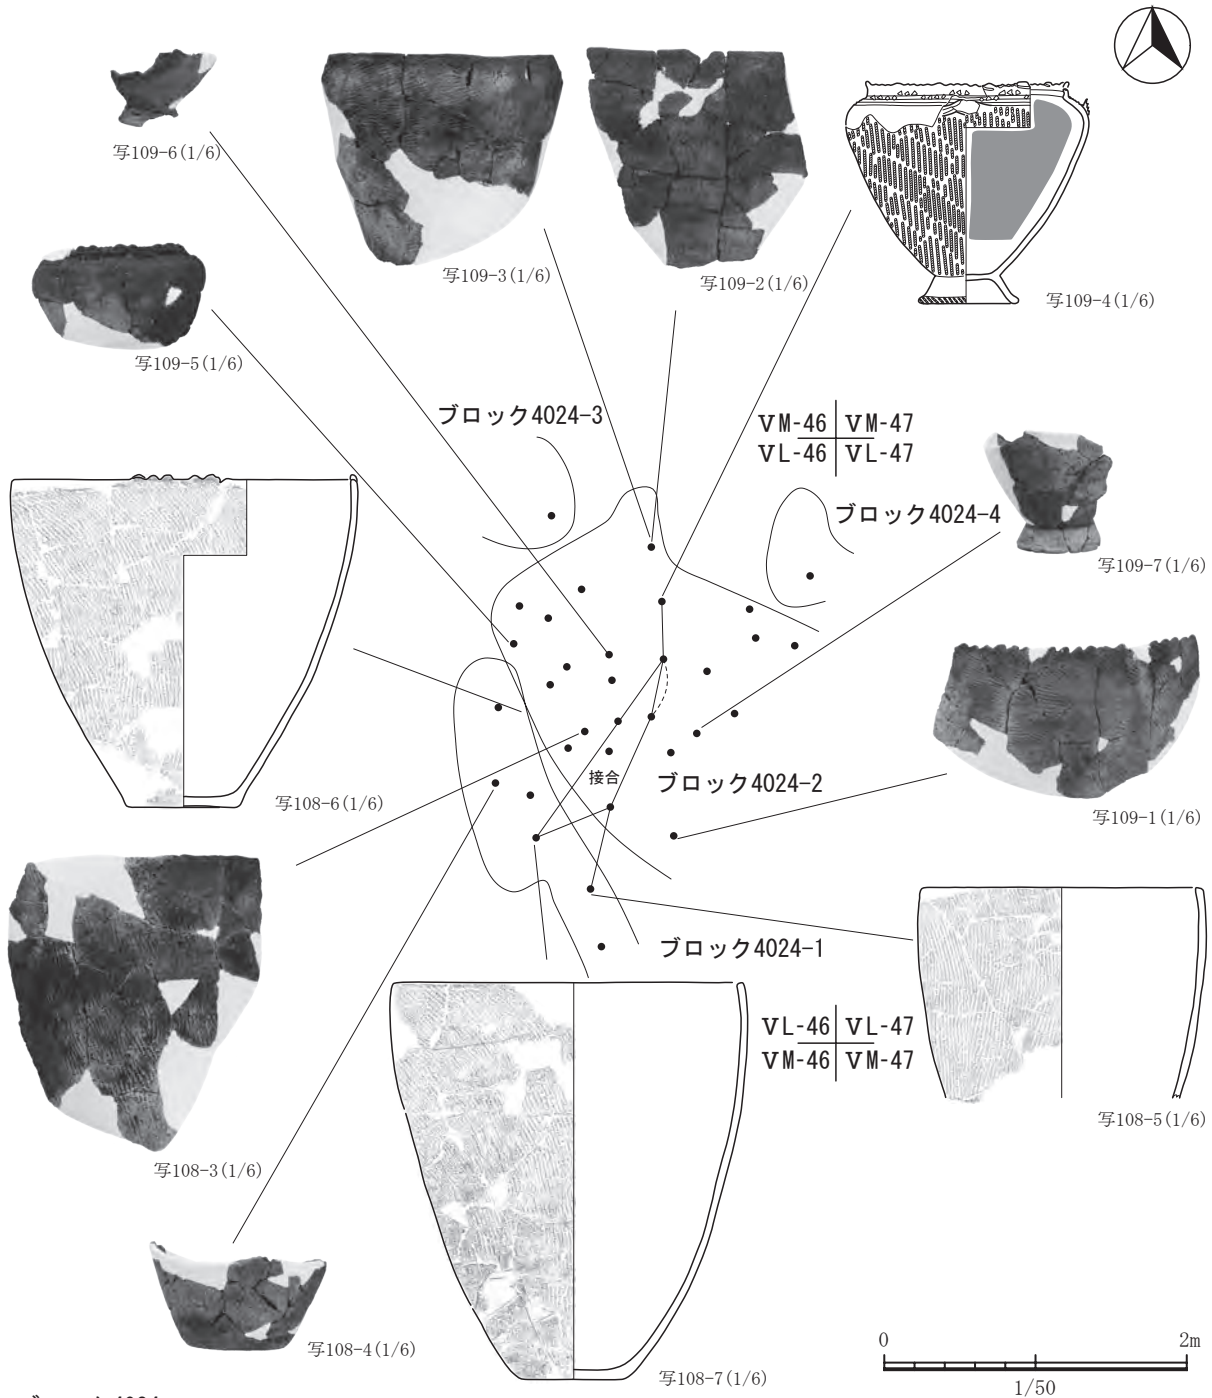 写109-6(1/6)
写109-3(1/6)
写109-2(1/6)
写109-4(1/6)
写109-5(1/6)
ブロック4024-3
ⅤM-46 ⅤM-47
ⅤL-46 ⅤL-47
ブロック4024-4
写109-7(1/6)
写108-6(1/6)
接合
ブロック4024-2
写109-1(1/6)
ブロック4024-1
ⅤL-46 ⅤL-47
ⅤM-46 ⅤM-47
写108-5(1/6)
写108-3(1/6)
写108-4(1/6)
写108-7(1/6)
0 2m
1/50